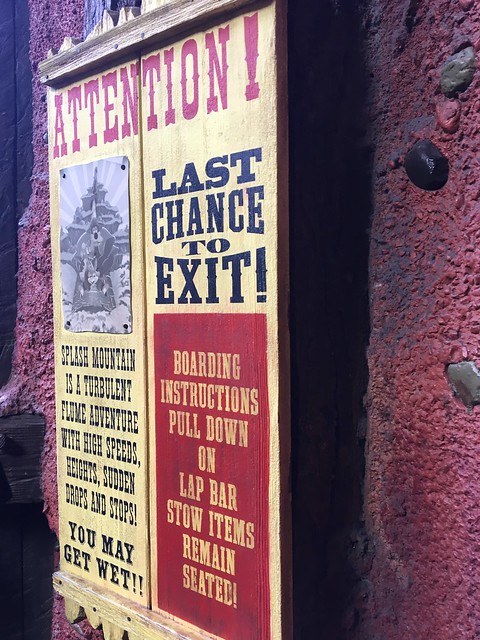 ATTENTION!
LAST
CHANCE
TO
EXIT!
SPLASH MOUNTAIN
IS A TURBULENT
FLUME ADVENTURE
WITH HIGH SPEEDS,
HEIGHTS, SUDDEN
DROPS AND STOPS!
YOU MAY
GET WET!!
BOARDING
INSTRUCTIONS
PULL DOWN
ON
LAP BAR
STOW ITEMS
REMAIN
SEATED!